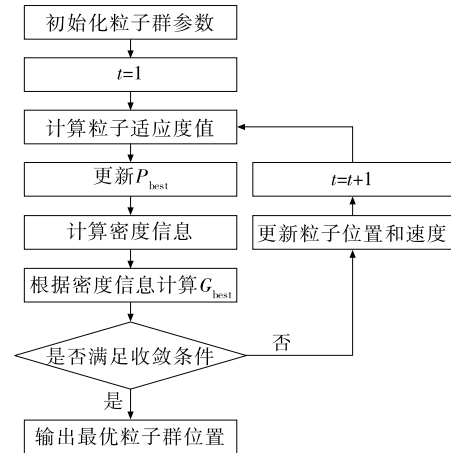 初始化粒子群参数
t=1
计算粒子适应度值
更新P_best
t=t+1
计算密度信息
更新粒子位置和速度
根据密度信息计算G_best
是否满足收敛条件
否
是
输出最优粒子群位置